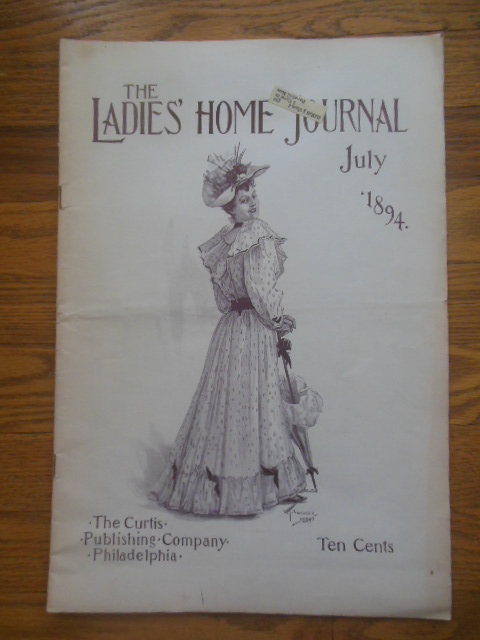 THE
LADIES' HOME JOURNAL
July
1894.
·The Curtis·
·Publishing·Company·
·Philadelphia·
Ten Cents